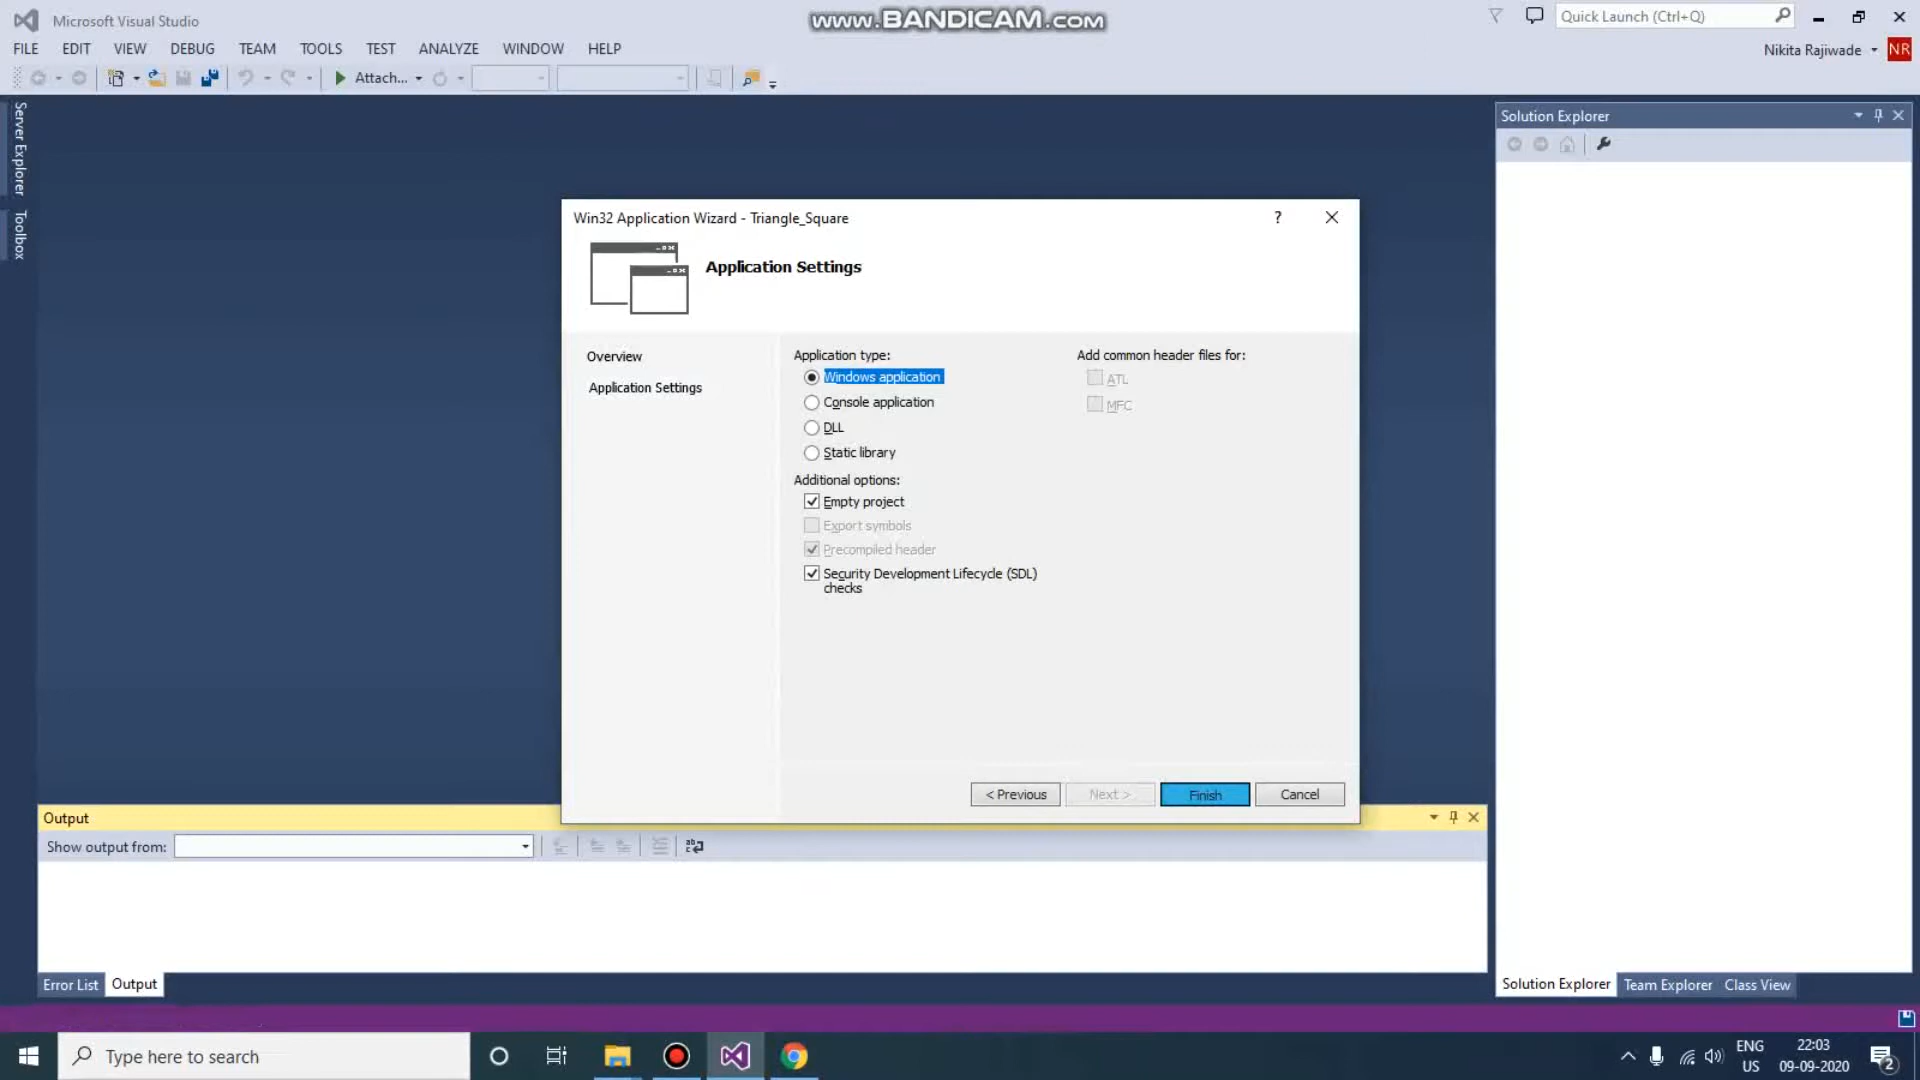 Microsoft Visual Studio
www.BANDICAM.com
Quick Launch (Ctrl+Q)
FILE EDIT VIEW DEBUG TEAM TOOLS TEST ANALYZE WINDOW HELP
Nikita Rajiwade NR
Attach...
Server Explorer
Toolbox
Solution Explorer
Win32 Application Wizard - Triangle_Square
?
Application Settings
Overview
Application Settings
Application type:
Windows application
Console application
DLL
Static library
Additional options:
Empty project
Export symbols
Precompiled header
Security Development Lifecycle (SDL)
checks
Add common header files for:
ATL
MFC
< Previous
Next >
Finish
Cancel
Output
Show output from:
Error List Output
Solution Explorer Team Explorer Class View
Type here to search
ENG
US
22:03
09-09-2020
2